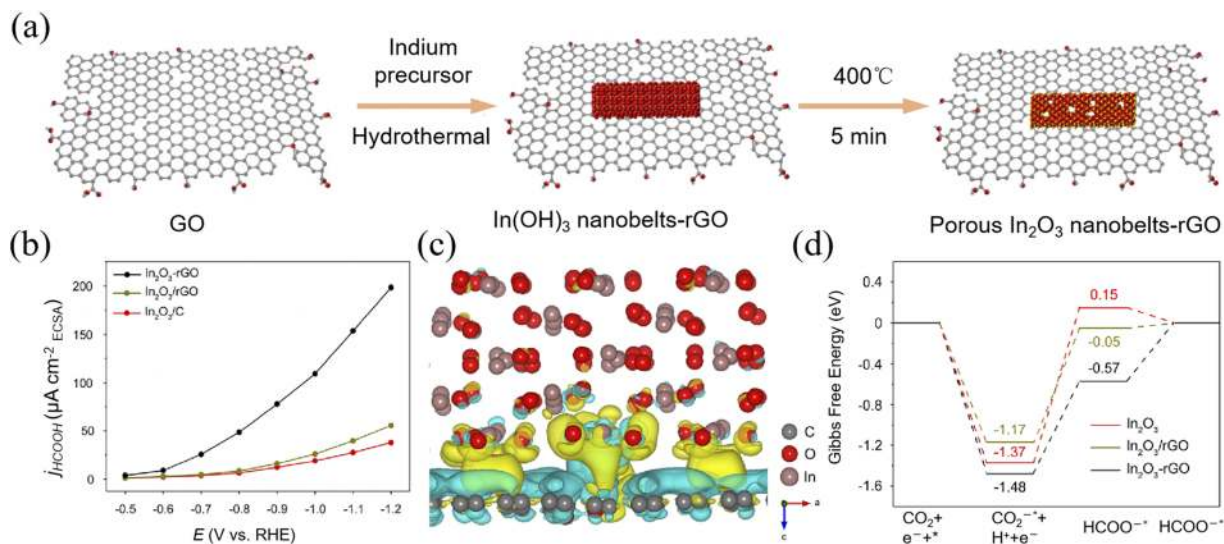 (a)
Indium
precursor
Hydrothermal
400℃
5 min
GO
In(OH)₃ nanobelts-rGO
Porous In₂O₃ nanobelts-rGO
(b)
In₂O₃-rGO
In₂O₃/rGO
In₂O₃/C
200
150
100
50
0
j_HCOOH (μA cm⁻² ECSA)
-0.5 -0.6 -0.7 -0.8 -0.9 -1.0 -1.1 -1.2
E (V vs. RHE)
(c)
C
O
In
a
c
(d)
0.4
0
-0.4
-0.8
-1.2
-1.6
Gibbs Free Energy (eV)
0.15
-0.05
-0.57
-1.17
-1.37
-1.48
In₂O₃
In₂O₃/rGO
In₂O₃-rGO
CO₂+
e⁻+*
CO₂⁻*+
H⁺+e⁻
HCOO⁻*
HCOO⁻*